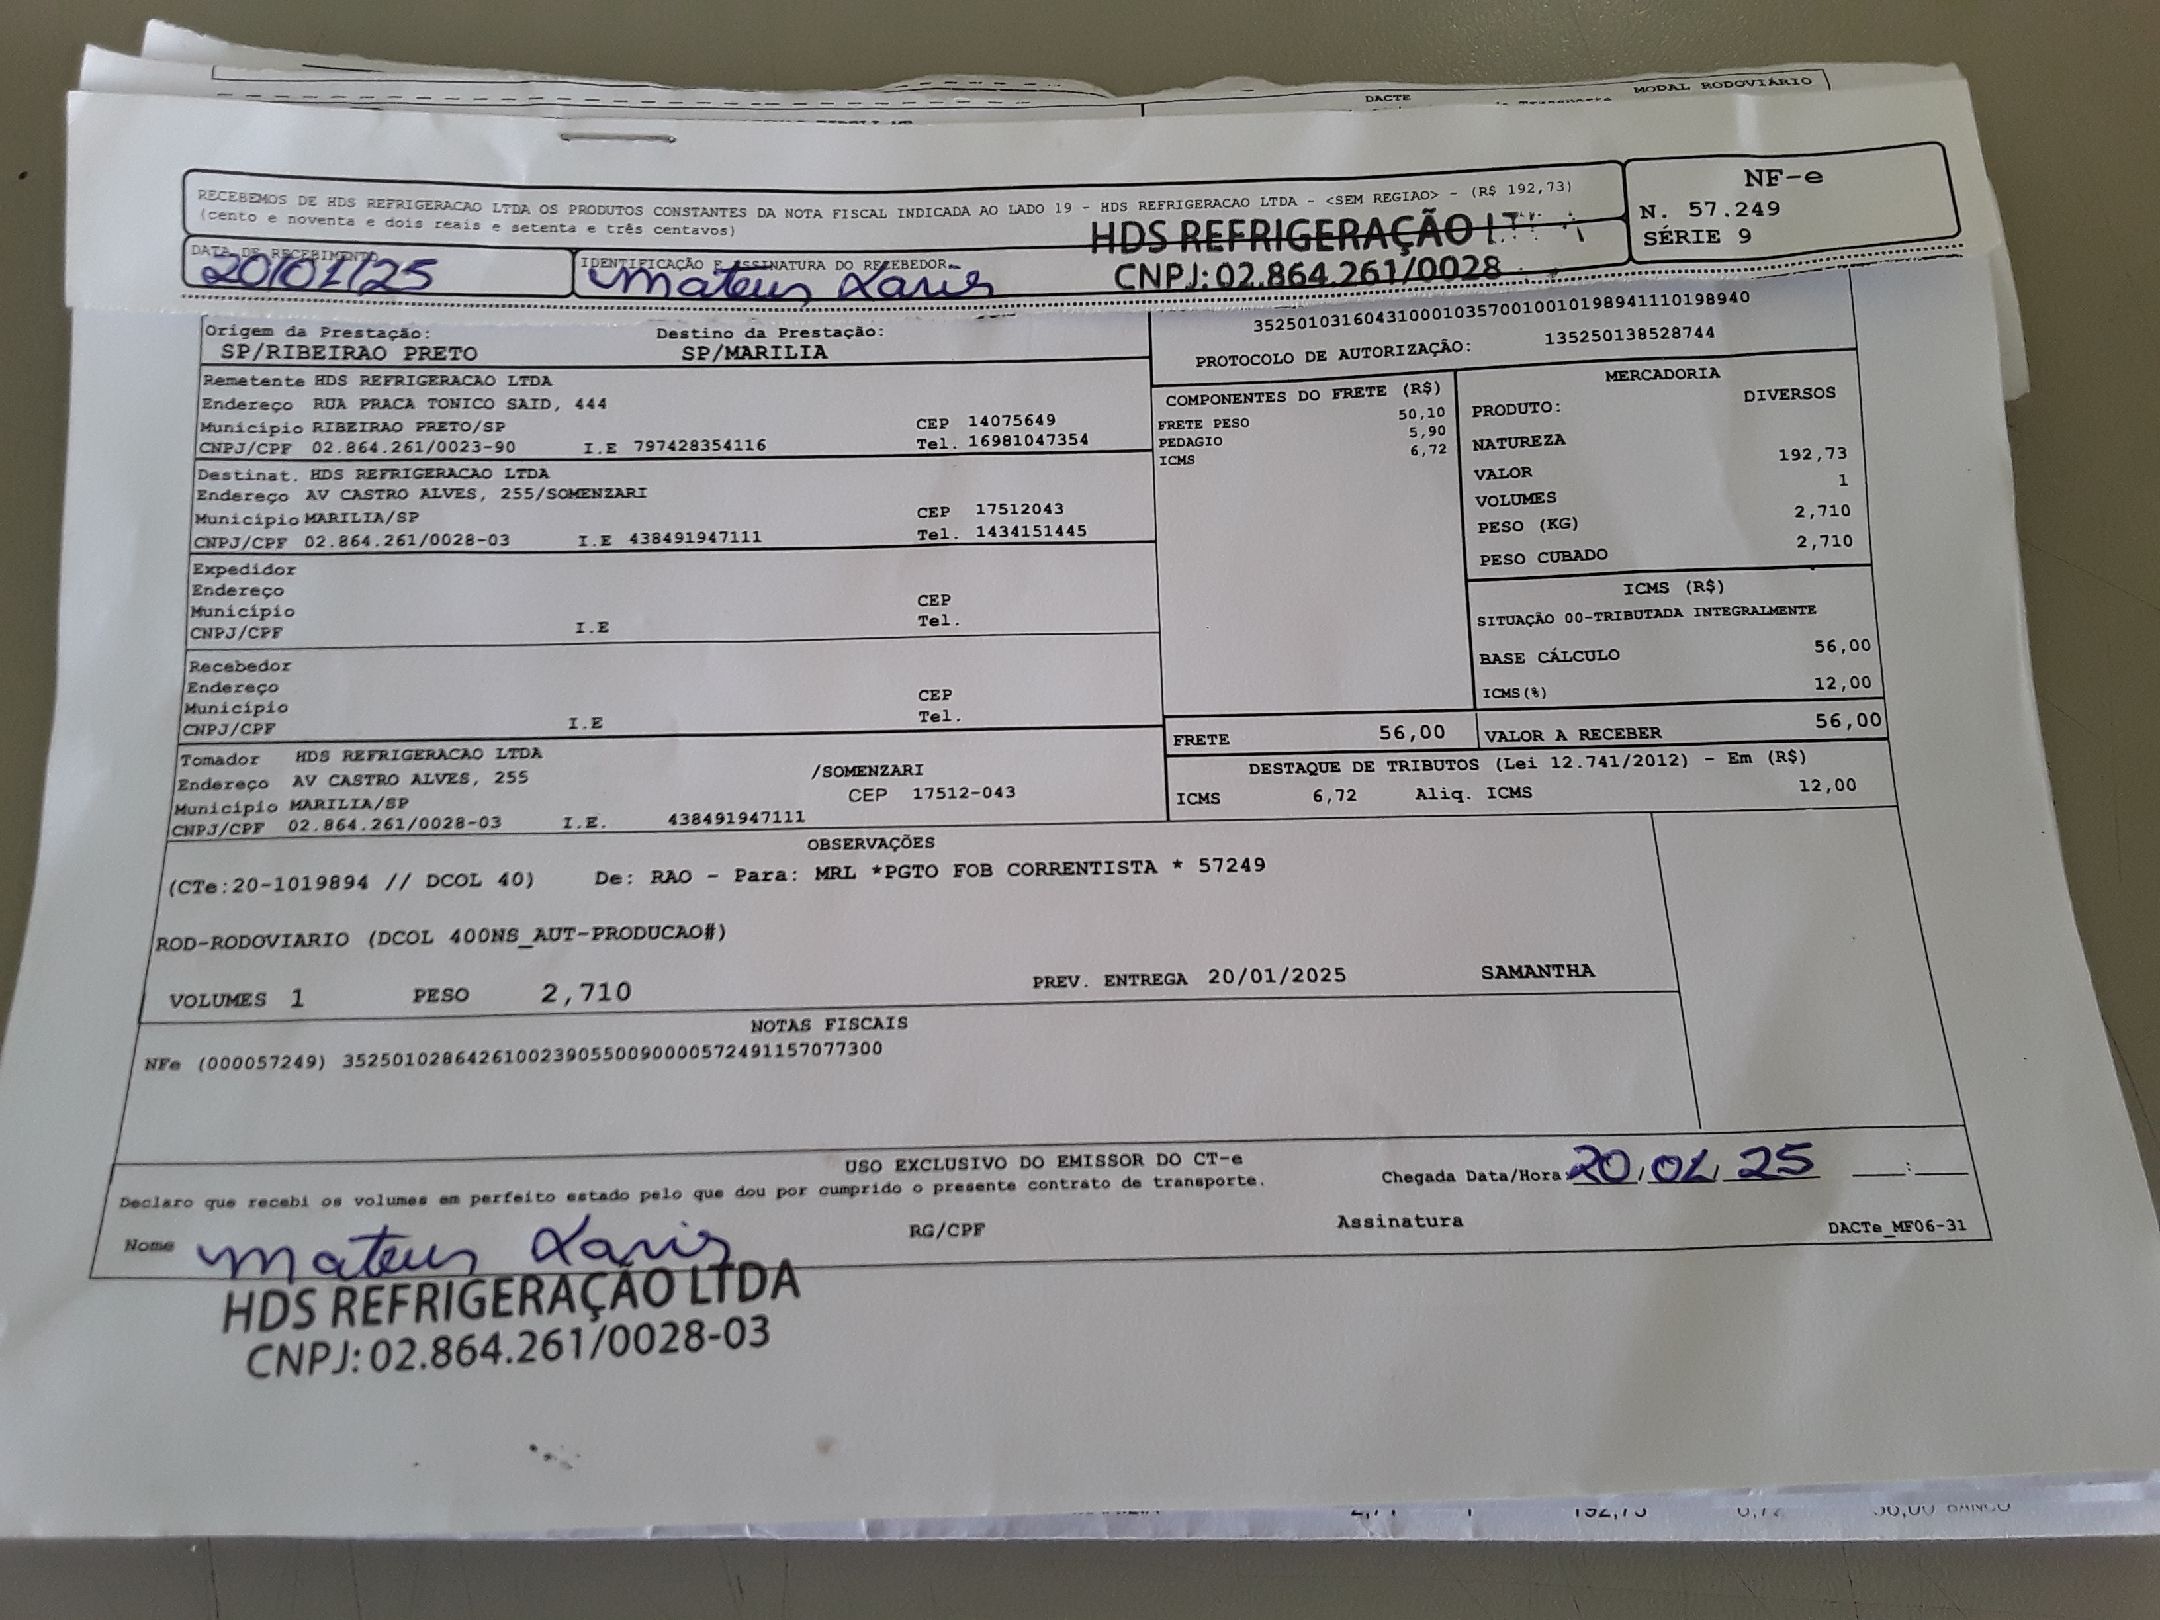 DACTE
MODAL RODOVIÁRIO
RECEBEMOS DE HDS REFRIGERACAO LTDA OS PRODUTOS CONSTANTES DA NOTA FISCAL INDICADA AO LADO 19 - HDS REFRIGERACAO LTDA - <SEM REGIAO> - (R$ 192,73)
(cento e noventa e dois reais e setenta e três centavos)
NF-e
N. 57.249
SÉRIE 9
HDS REFRIGERAÇÃO
CNPJ: 02.864.261/0028
DATA DE RECEBIMENTO
20/01/25
IDENTIFICAÇÃO E ASSINATURA DO RECEBEDOR
Mateus
35250103160431000103570010010198941110198940
PROTOCOLO DE AUTORIZAÇÃO: 135250138528744
Origem da Prestação: Destino da Prestação:
SP/RIBEIRAO PRETO SP/MARILIA
Remetente HDS REFRIGERACAO LTDA
Endereço RUA PRACA TONICO SAID, 444
Município RIBEIRAO PRETO/SP CEP 14075649
CNPJ/CPF 02.864.261/0023-90 I.E 797428354116 Tel. 16981047354
Destinat. HDS REFRIGERACAO LTDA
Endereço AV CASTRO ALVES, 255/SOMENZARI
Município MARILIA/SP CEP 17512043
CNPJ/CPF 02.864.261/0028-03 I.E 438491947111 Tel. 1434151445
Expedidor
Endereço
Município CEP
CNPJ/CPF I.E Tel.
Recebedor
Endereço
Município CEP
CNPJ/CPF I.E Tel.
Tomador HDS REFRIGERACAO LTDA
Endereço AV CASTRO ALVES, 255 /SOMENZARI
Município MARILIA/SP CEP 17512-043
CNPJ/CPF 02.864.261/0028-03 I.E. 438491947111
COMPONENTES DO FRETE (R$)
FRETE PESO 50,10
PEDAGIO 5,90
ICMS 6,72
MERCADORIA
PRODUTO: DIVERSOS
NATUREZA
VALOR 192,73
VOLUMES 1
PESO (KG) 2,710
PESO CUBADO 2,710
ICMS (R$)
SITUAÇÃO 00-TRIBUTADA INTEGRALMENTE
BASE CÁLCULO 56,00
ICMS(%) 12,00
FRETE 56,00 VALOR A RECEBER 56,00
DESTAQUE DE TRIBUTOS (Lei 12.741/2012) - Em (R$)
ICMS 6,72 Aliq. ICMS 12,00
OBSERVAÇÕES
(CTe:20-1019894 // DCOL 40) De: RAO - Para: MRL *PGTO FOB CORRENTISTA * 57249
ROD-RODOVIARIO (DCOL 400NS_AUT-PRODUCAO#)
VOLUMES 1 PESO 2,710 PREV. ENTREGA 20/01/2025 SAMANTHA
NOTAS FISCAIS
NFe (000057249) 35250102864261002390550090000572491157077300
USO EXCLUSIVO DO EMISSOR DO CT-e
Declaro que recebi os volumes em perfeito estado pelo que dou por cumprido o presente contrato de transporte.
Chegada Data/Hora: 20/01/25 ___:___
Nome Mateus RG/CPF Assinatura DACTe_MF06-31
HDS REFRIGERAÇÃO LTDA
CNPJ: 02.864.261/0028-03